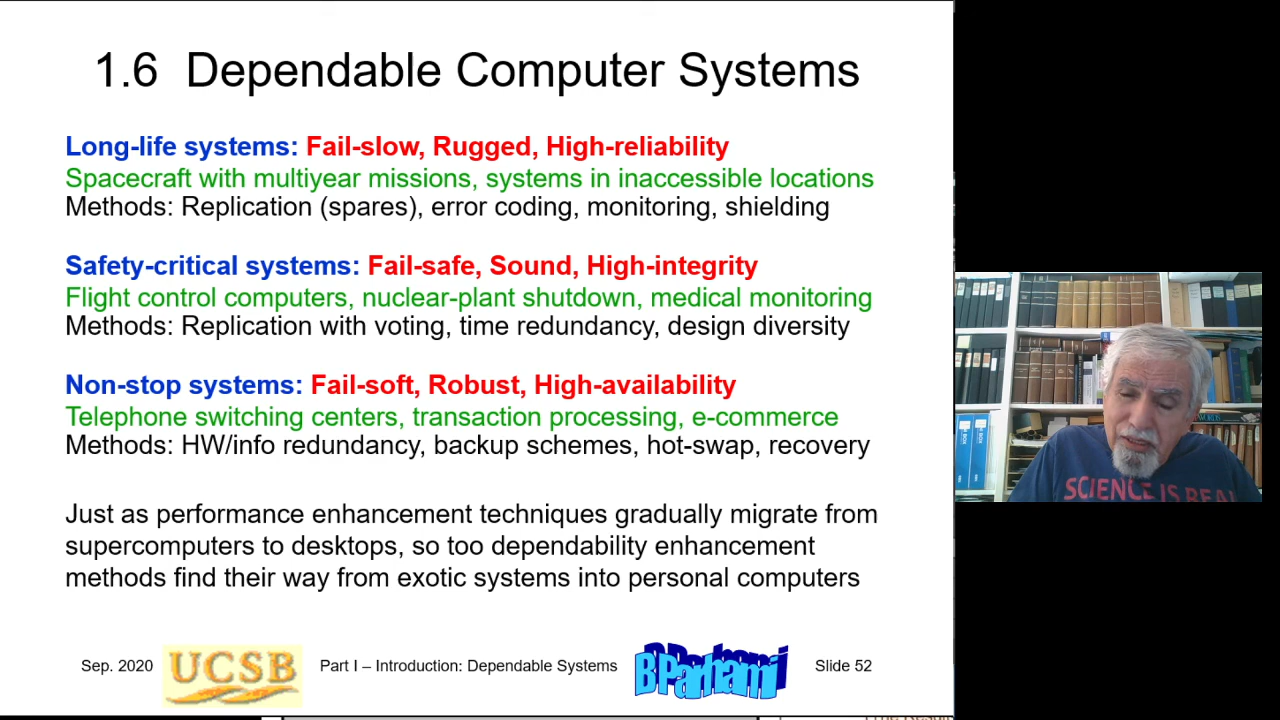 1.6 Dependable Computer Systems
Long-life systems: Fail-slow, Rugged, High-reliability
Spacecraft with multiyear missions, systems in inaccessible locations
Methods: Replication (spares), error coding, monitoring, shielding
Safety-critical systems: Fail-safe, Sound, High-integrity
Flight control computers, nuclear-plant shutdown, medical monitoring
Methods: Replication with voting, time redundancy, design diversity
Non-stop systems: Fail-soft, Robust, High-availability
Telephone switching centers, transaction processing, e-commerce
Methods: HW/info redundancy, backup schemes, hot-swap, recovery
Just as performance enhancement techniques gradually migrate from
supercomputers to desktops, so too dependability enhancement
methods find their way from exotic systems into personal computers
Sep. 2020
UCSB
Part I – Introduction: Dependable Systems
B Parhami
Slide 52
SCIENCE IS REAL